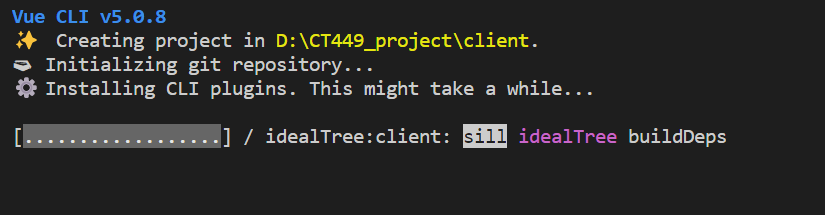 Vue CLI v5.0.8
✨ Creating project in D:\CT449_project\client.
🗃 Initializing git repository...
⚙️ Installing CLI plugins. This might take a while...
[..................] / idealTree:client: sill idealTree buildDeps